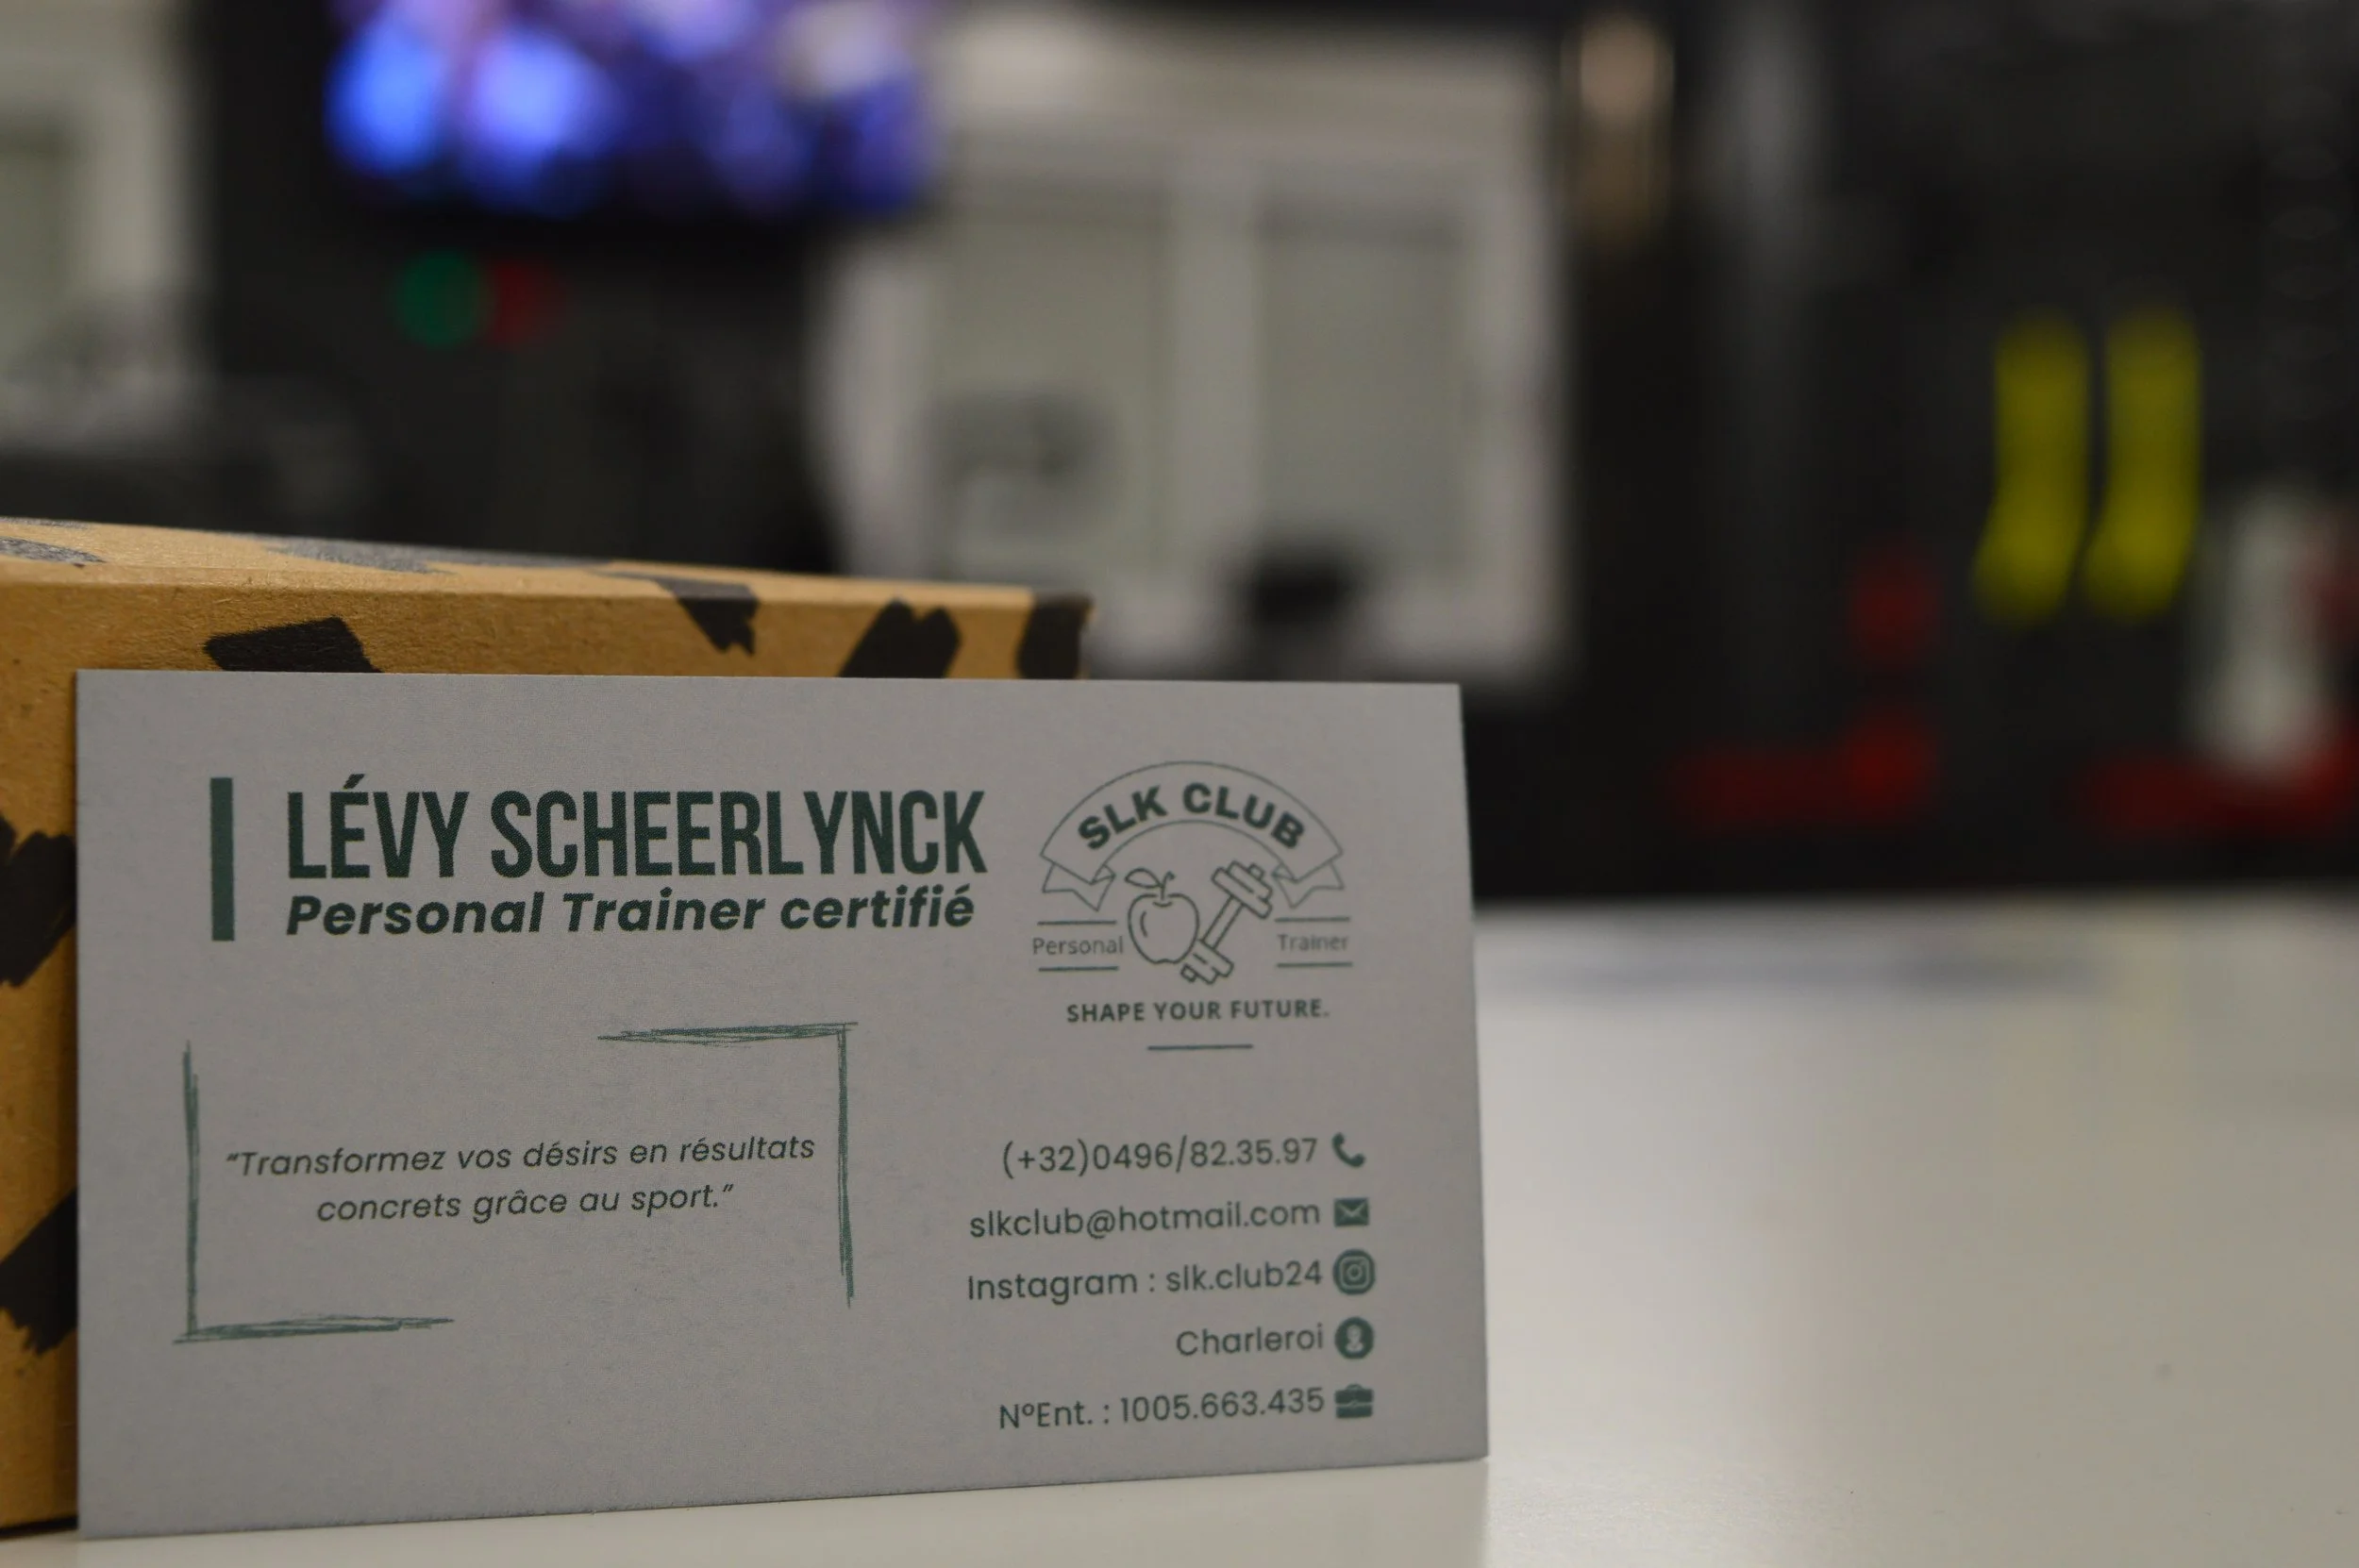 LÉVY SCHEERLYNCK
Personal Trainer certifié
SLK CLUB
Personal Trainer
SHAPE YOUR FUTURE.
“Transformez vos désirs en résultats
concrets grâce au sport.”
(+32)0496/82.35.97
slkclub@hotmail.com
Instagram : slk.club24
Charleroi
N°Ent. : 1005.663.435